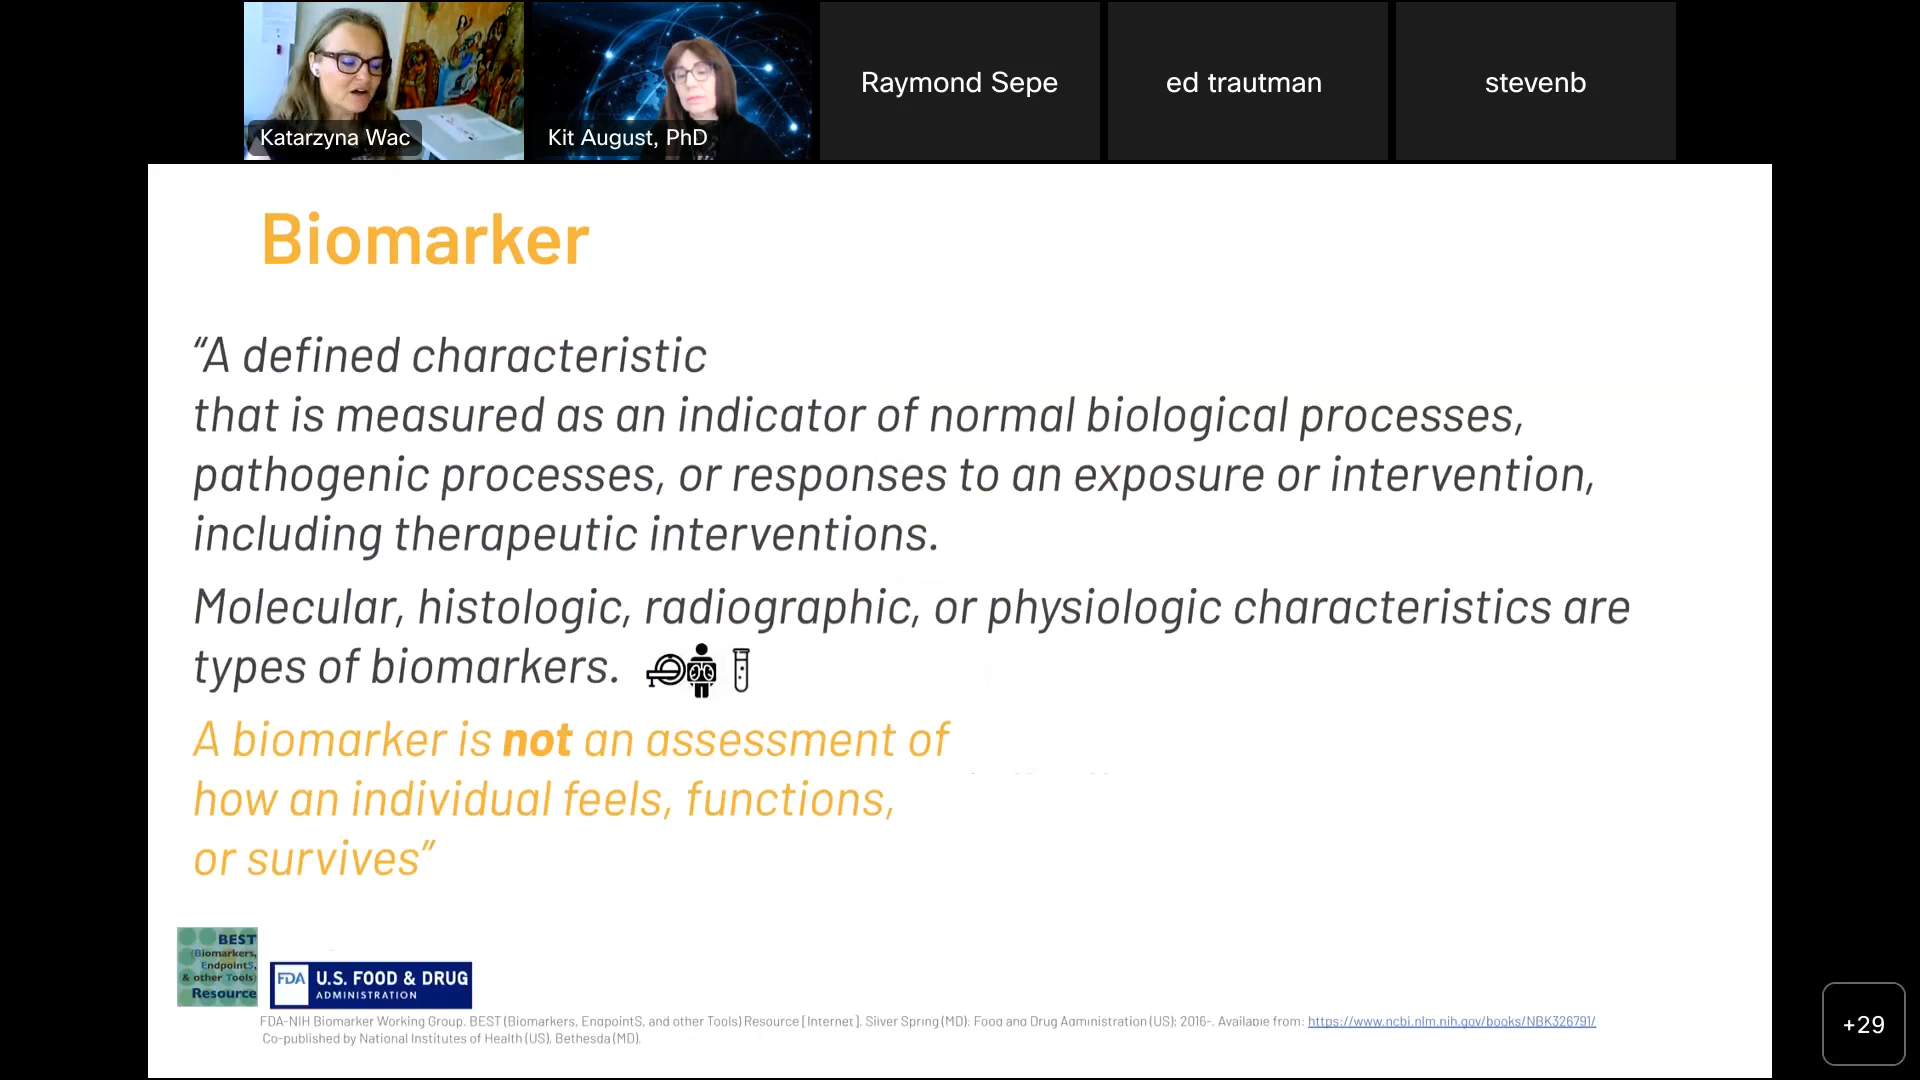 Katarzyna Wac
Kit August, PhD
Raymond Sepe
ed trautman
stevenb
Biomarker
“A defined characteristic
that is measured as an indicator of normal biological processes,
pathogenic processes, or responses to an exposure or intervention,
including therapeutic interventions.
Molecular, histologic, radiographic, or physiologic characteristics are
types of biomarkers.
A biomarker is not an assessment of
how an individual feels, functions,
or survives”
BEST
(Biomarkers,
EndpointS,
& other Tools)
Resource
FDA U.S. FOOD & DRUG
ADMINISTRATION
FDA-NIH Biomarker Working Group. BEST (Biomarkers, EndpointS, and other Tools) Resource [Internet]. Silver Spring (MD): Food and Drug Administration (US); 2016-. Available from: https://www.ncbi.nlm.nih.gov/books/NBK326791/
Co-published by National Institutes of Health (US), Bethesda (MD).
+29